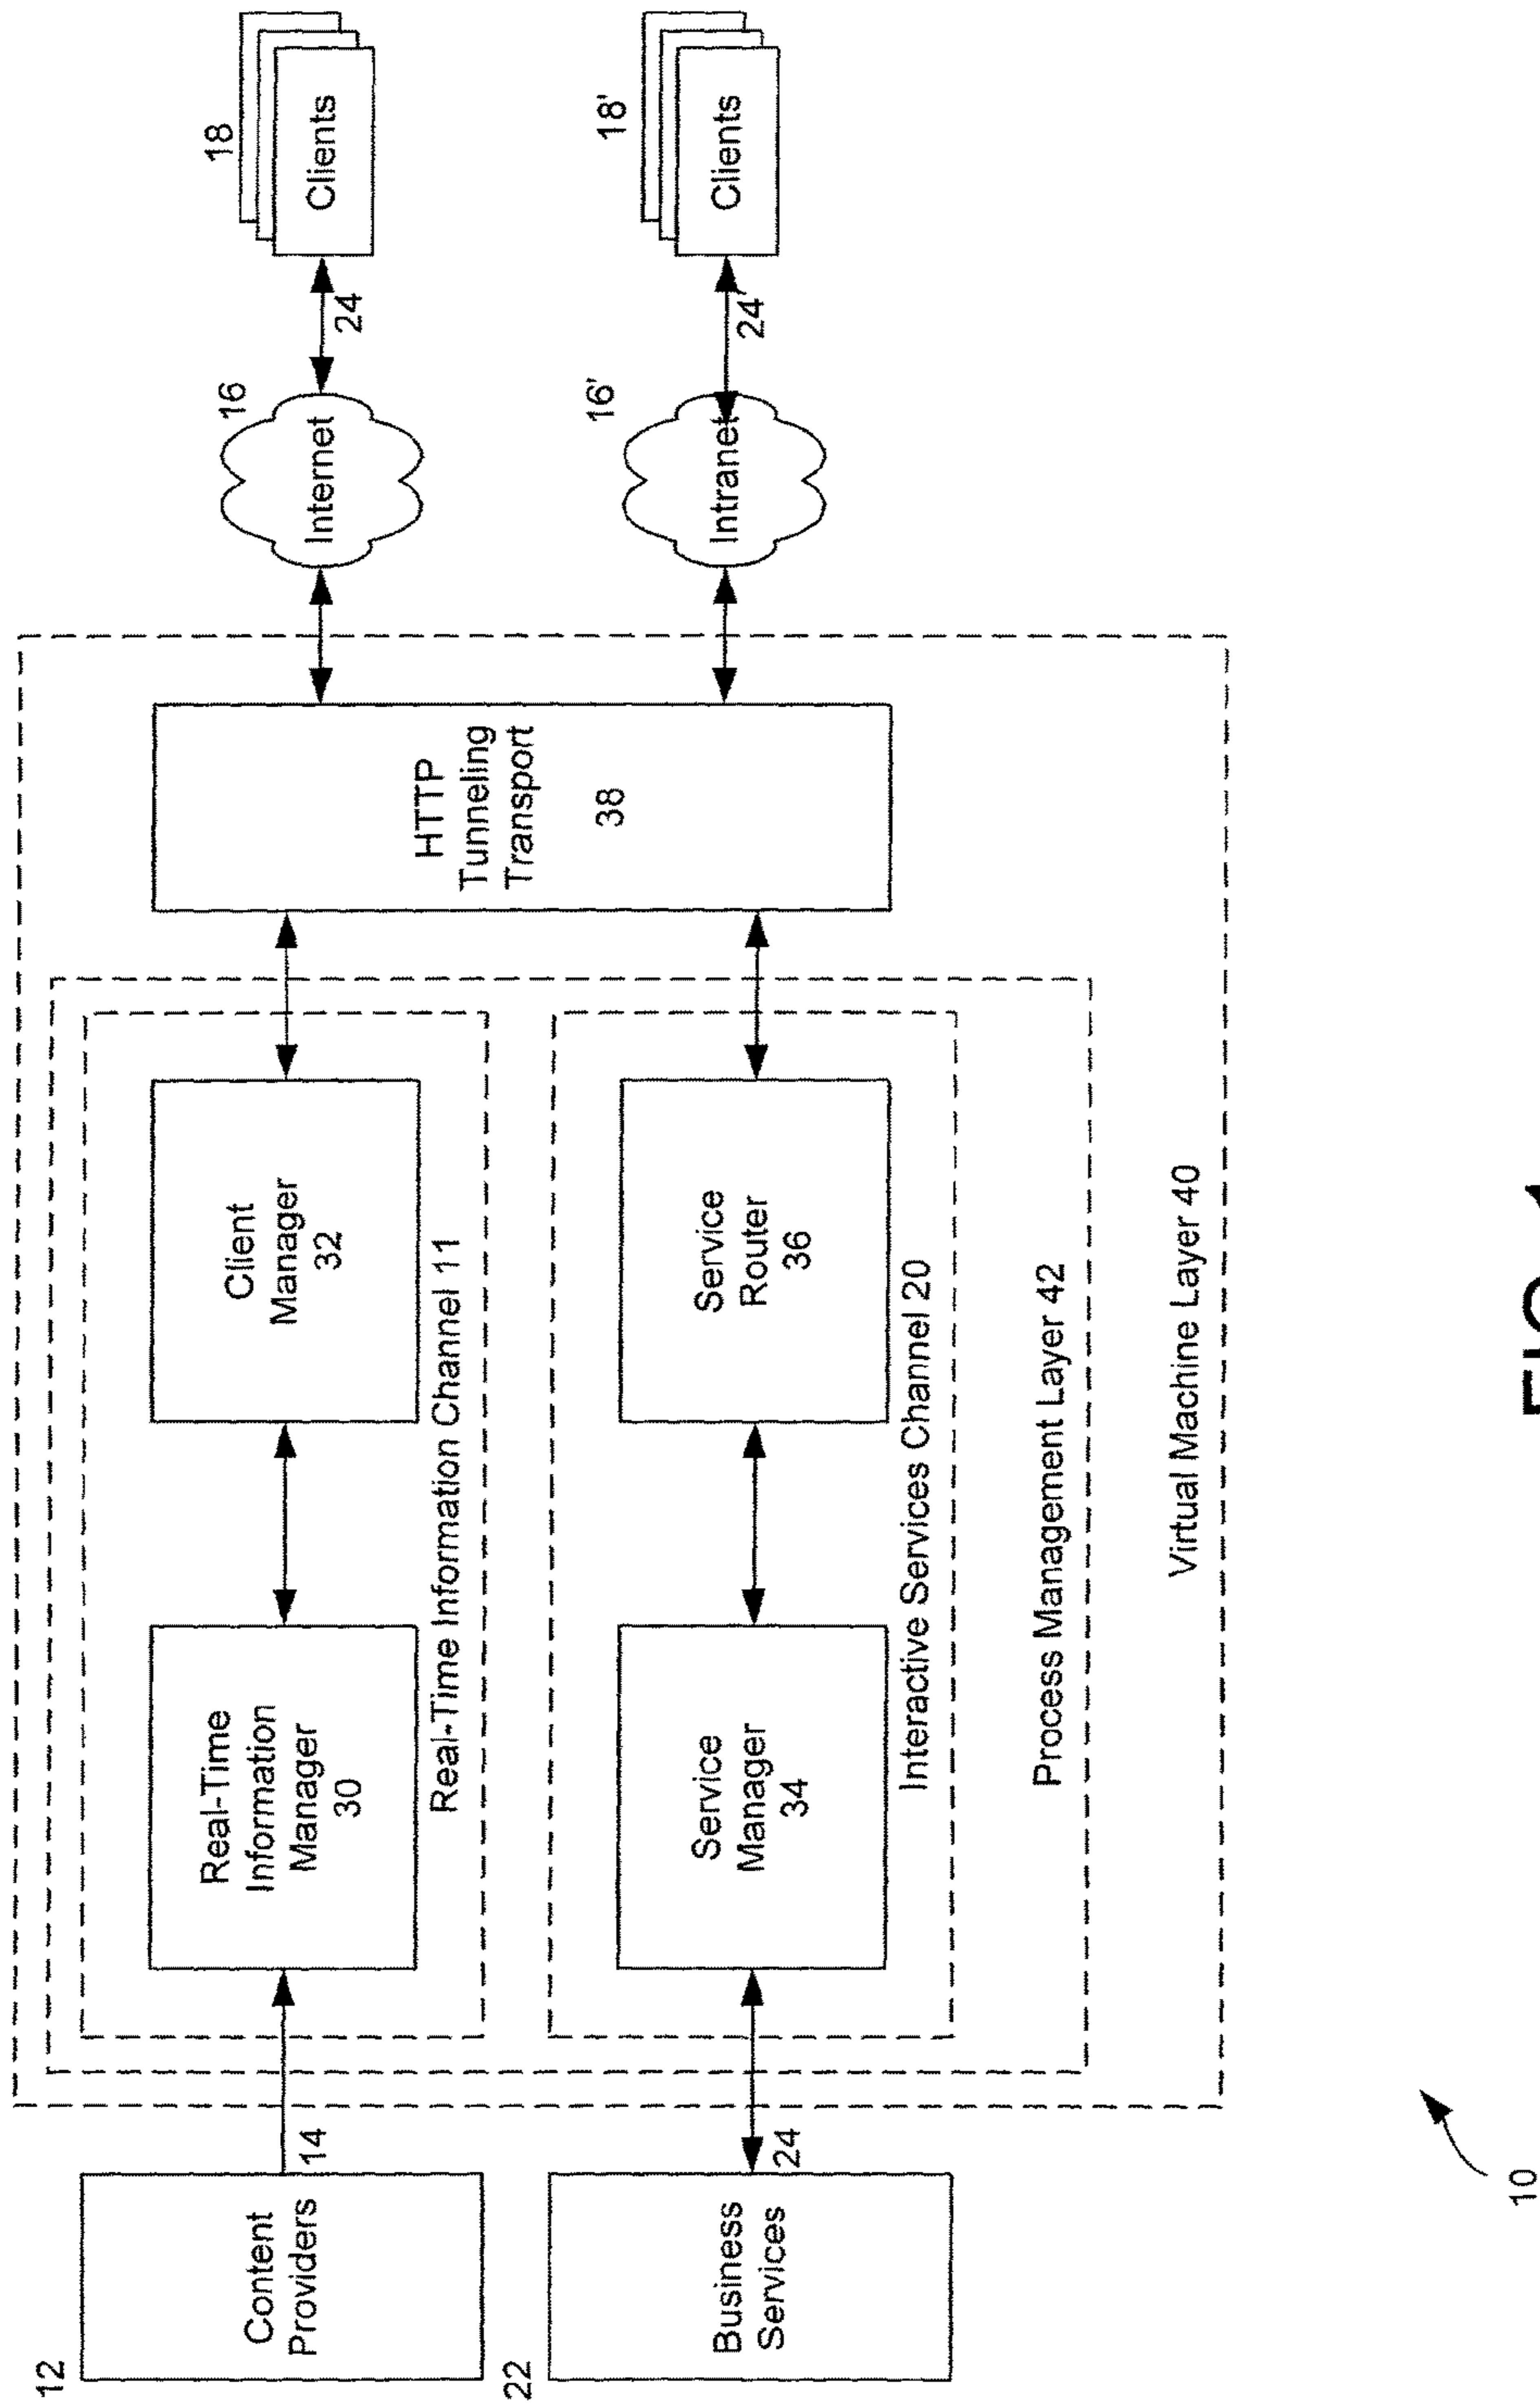 12
Content
Providers
14
Real-Time
Information
Manager
30
Client
Manager
32
Real-Time Information Channel 11
22
Business
Services
24
Service
Manager
34
Service
Router
36
Interactive Services Channel 20
Process Management Layer 42
Virtual Machine Layer 40
HTTP
Tunneling
Transport
38
16
Internet
24
18
Clients
16'
Intranet
24'
18'
Clients
10